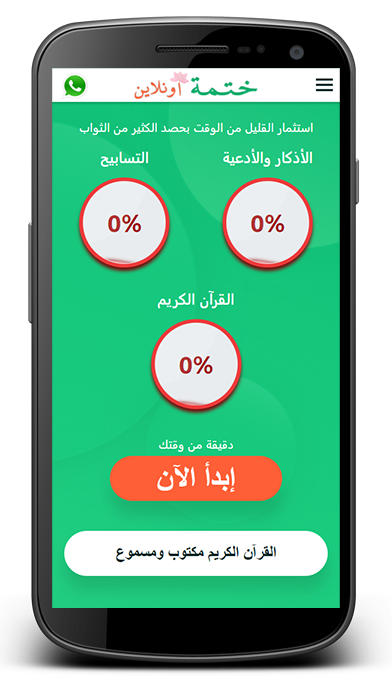 ختمة أونلاين
استثمار القليل من الوقت بحصد الكثير من الثواب
الأذكار والأدعية
التسابيح
0%
0%
القرآن الكريم
0%
دقيقة من وقتك
إبدأ الآن
القرآن الكريم مكتوب ومسموع